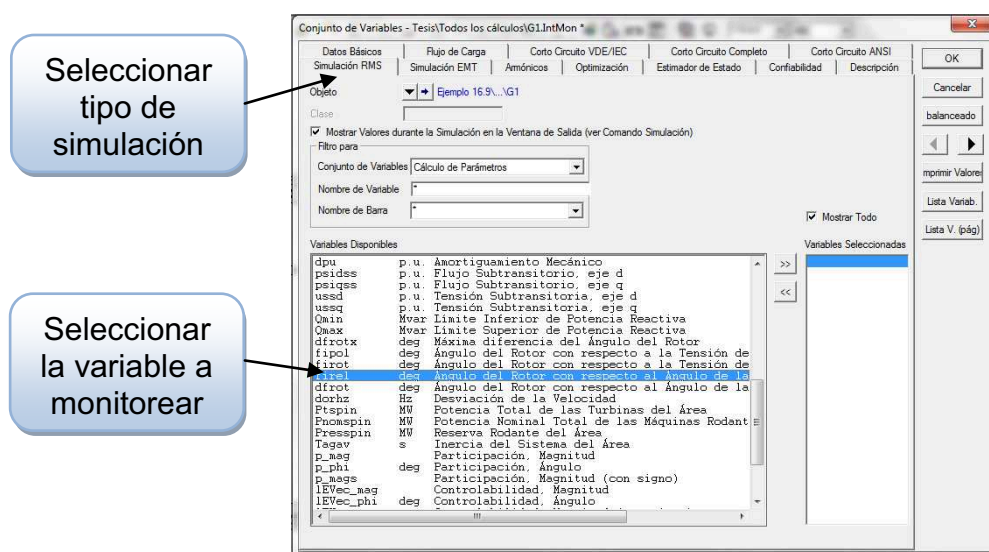 Seleccionar
tipo de
simulación
Seleccionar
la variable a
monitorear
Conjunto de Variables - Tesis\Todos los cálculos\G1.IntMon *
Datos Básicos
Flujo de Carga
Corto Circuito VDE/IEC
Corto Circuito Completo
Corto Circuito ANSI
Simulación RMS
Simulación EMT
Armónicos
Optimización
Estimador de Estado
Confiabilidad
Descripción
Objeto
Ejemplo 16.9\...\G1
Clase
Mostrar Valores durante la Simulación en la Ventana de Salida (ver Comando Simulación)
Filtro para
Conjunto de Variables Cálculo de Parámetros
Nombre de Variable *
Nombre de Barra *
Mostrar Todo
Variables Disponibles
Variables Seleccionadas
dpu p.u. Amortiguamiento Mecánico
psidss p.u. Flujo Subtransitorio, eje d
psiqss p.u. Flujo Subtransitorio, eje q
ussd p.u. Tensión Subtransitoria, eje d
ussq p.u. Tensión Subtransitoria, eje q
Qmin Mvar Límite Inferior de Potencia Reactiva
Qmax Mvar Límite Superior de Potencia Reactiva
dfrotx deg Máxima diferencia del Ángulo del Rotor
fipol deg Ángulo del Rotor con respecto a la Tensión de
firot deg Ángulo del Rotor con respecto a la Tensión de
firel deg Ángulo del Rotor con respecto al Ángulo de la
dfrot deg Ángulo del Rotor con respecto al Ángulo de la
dorhz Hz Desviación de la Velocidad
Ptspin MW Potencia Total de las Turbinas del Área
Pnomspin MW Potencia Nominal Total de las Máquinas Rodant
Presspin MW Reserva Rodante del Área
Tagav s Inercia del Sistema del Área
p_mag Participación, Magnitud
p_phi deg Participación, Ángulo
p_mags Participación, Magnitud (con signo)
lEVec_mag Controlabilidad, Magnitud
lEVec_phi deg Controlabilidad, Ángulo
>>
<<
OK
Cancelar
balanceado
mprimir Valore
Lista Variab.
Lista V. (pág)